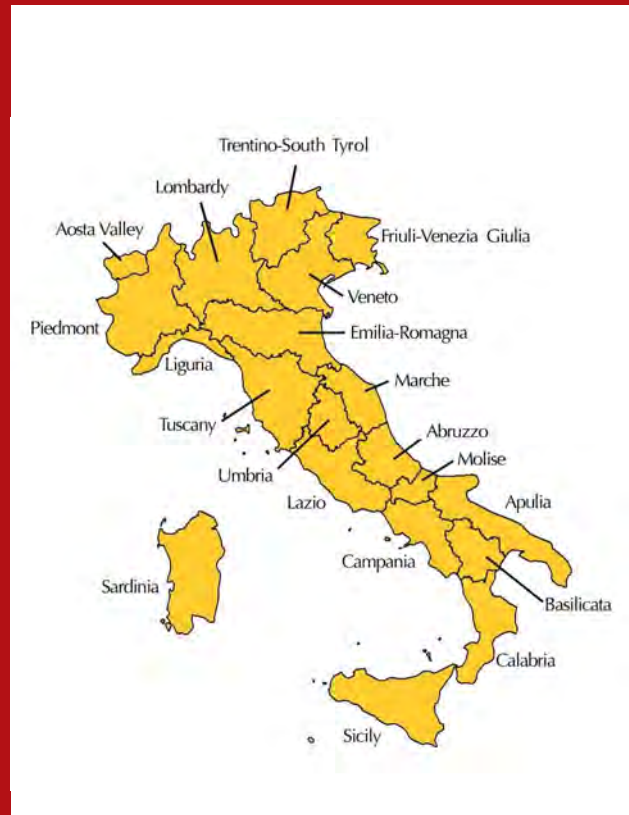 Trentino-South Tyrol
Lombardy
Aosta Valley
Friuli-Venezia Giulia
Veneto
Piedmont
Emilia-Romagna
Liguria
Marche
Tuscany
Abruzzo
Molise
Umbria
Lazio
Apulia
Campania
Sardinia
Basilicata
Calabria
Sicily